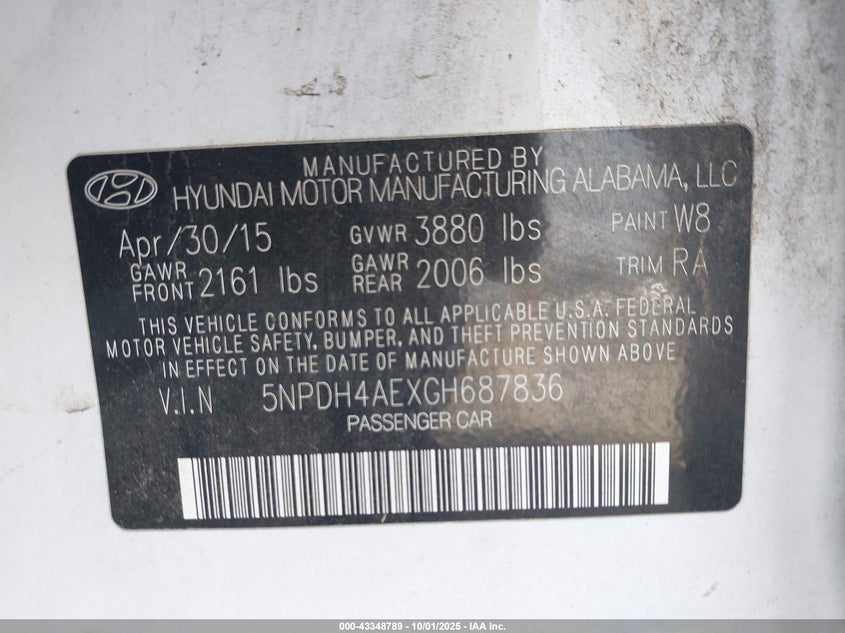 MANUFACTURED BY
HYUNDAI MOTOR MANUFACTURING ALABAMA, LLC
Apr/30/15 GVWR 3880 lbs PAINT W8
GAWR FRONT 2161 lbs GAWR REAR 2006 lbs TRIM RA
THIS VEHICLE CONFORMS TO ALL APPLICABLE U.S.A. FEDERAL
MOTOR VEHICLE SAFETY, BUMPER, AND THEFT PREVENTION STANDARDS
IN EFFECT ON THE DATE OF MANUFACTURE SHOWN ABOVE
V.I.N 5NPDH4AEXGH687836
PASSENGER CAR
000-43348789 - 10/01/2025 - IAA Inc.